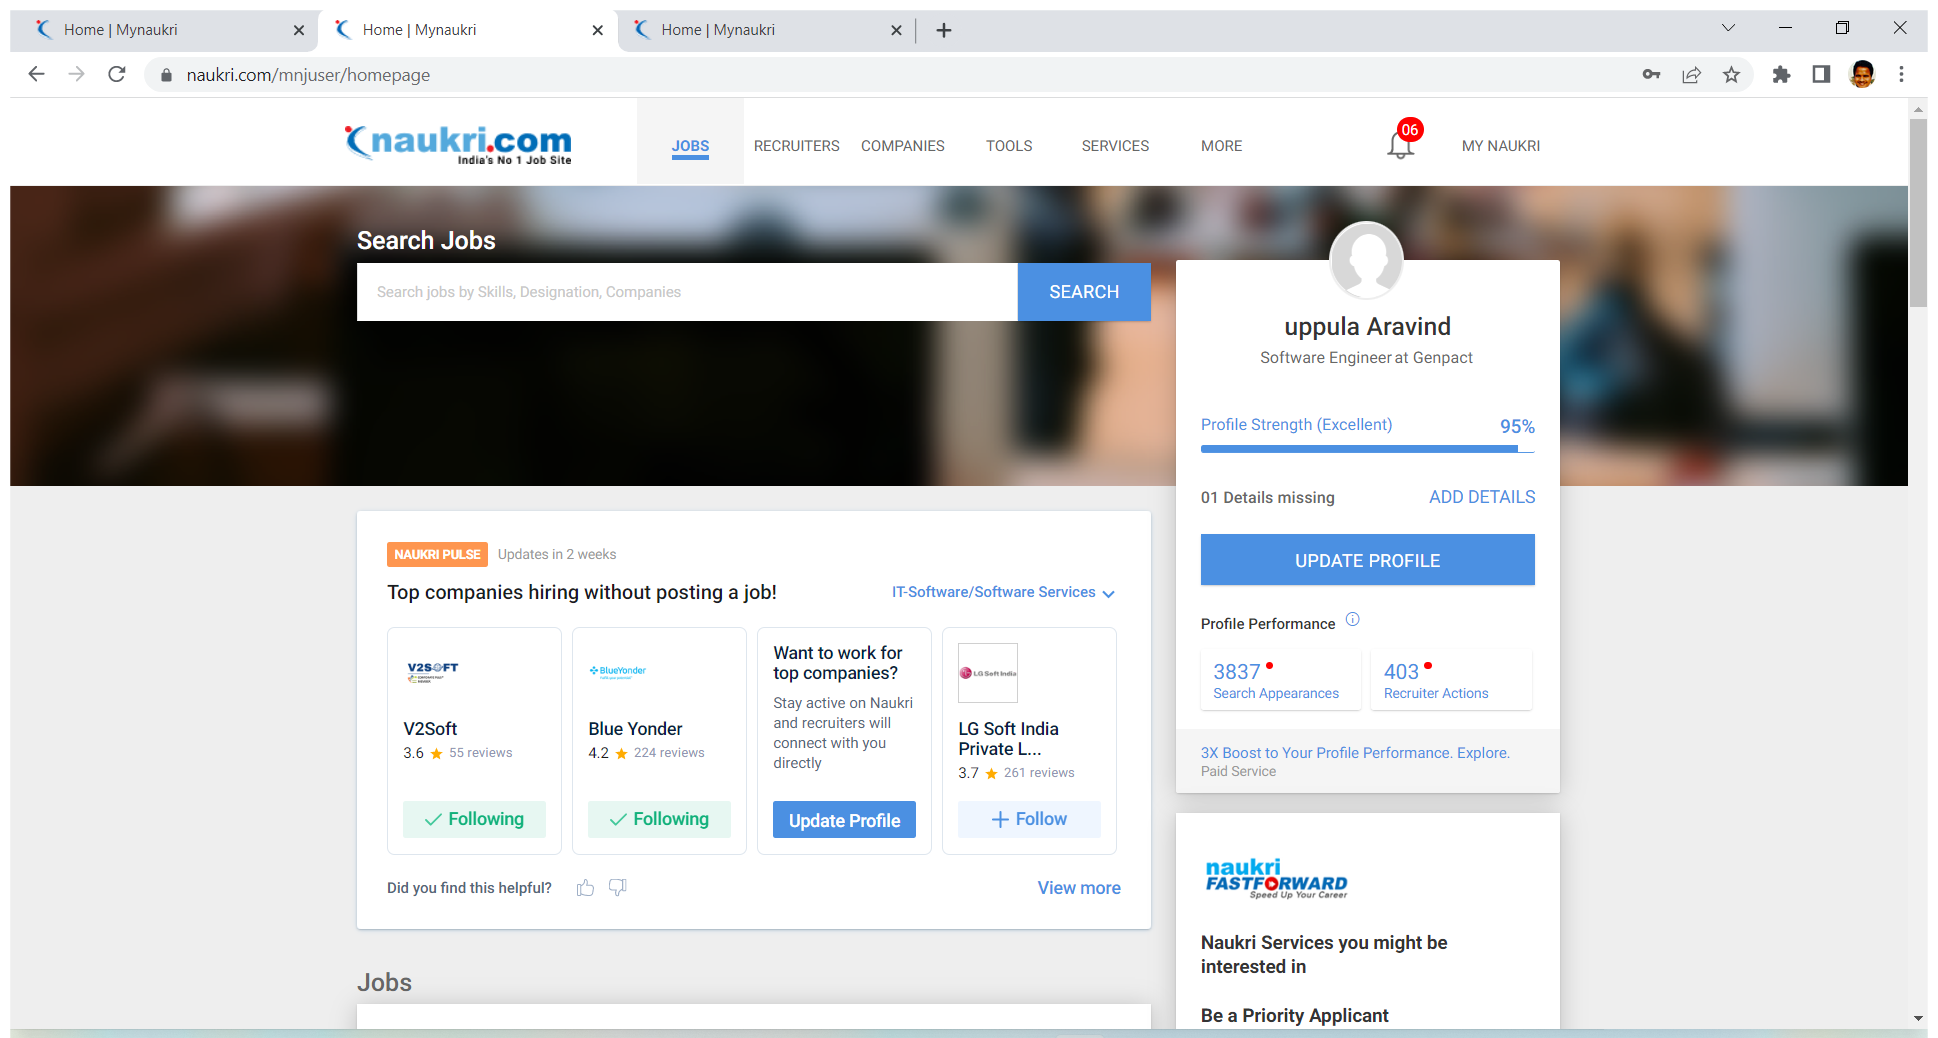 Home | Mynaukri
Home | Mynaukri
Home | Mynaukri
naukri.com/mnjuser/homepage
naukri.com
India's No 1 Job Site
JOBS
RECRUITERS
COMPANIES
TOOLS
SERVICES
MORE
06
MY NAUKRI
Search Jobs
Search jobs by Skills, Designation, Companies
SEARCH
uppula Aravind
Software Engineer at Genpact
Profile Strength (Excellent)
95%
01 Details missing
ADD DETAILS
UPDATE PROFILE
Profile Performance
3837
Search Appearances
403
Recruiter Actions
3X Boost to Your Profile Performance. Explore.
Paid Service
NAUKRI PULSE
Updates in 2 weeks
Top companies hiring without posting a job!
IT-Software/Software Services
V2SOFT
V2Soft
3.6 55 reviews
Following
BlueYonder
Blue Yonder
4.2 224 reviews
Following
Want to work for
top companies?
Stay active on Naukri
and recruiters will
connect with you
directly
Update Profile
LG Soft India
LG Soft India
Private L...
3.7 261 reviews
Follow
Did you find this helpful?
View more
Jobs
naukri
FASTFORWARD
Speed Up Your Career
Naukri Services you might be
interested in
Be a Priority Applicant